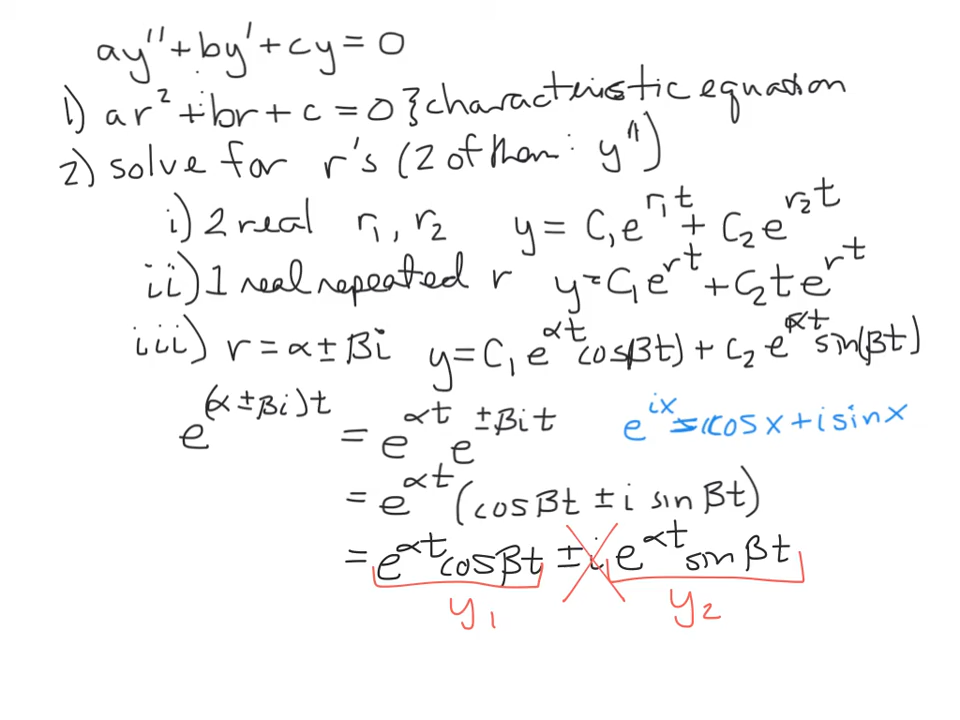 ay'' + by' + cy = 0
1) ar² + br + c = 0 } characteristic equation
2) solve for r's (2 of them: y'')
i) 2 real r₁, r₂ y = C₁e^{r₁t} + C₂e^{r₂t}
ii) 1 real repeated r y = C₁e^{rt} + C₂te^{rt}
iii) r = α ± βi y = C₁e^{αt}cos(βt) + C₂e^{αt}sin(βt)
e^{(α ± βi)t} = e^{αt} e^{±βit} e^{ix} = cos x + i sin x
= e^{αt}(cos βt ± i sin βt)
= e^{αt}cos βt ± i e^{αt}sin βt
y₁ y₂